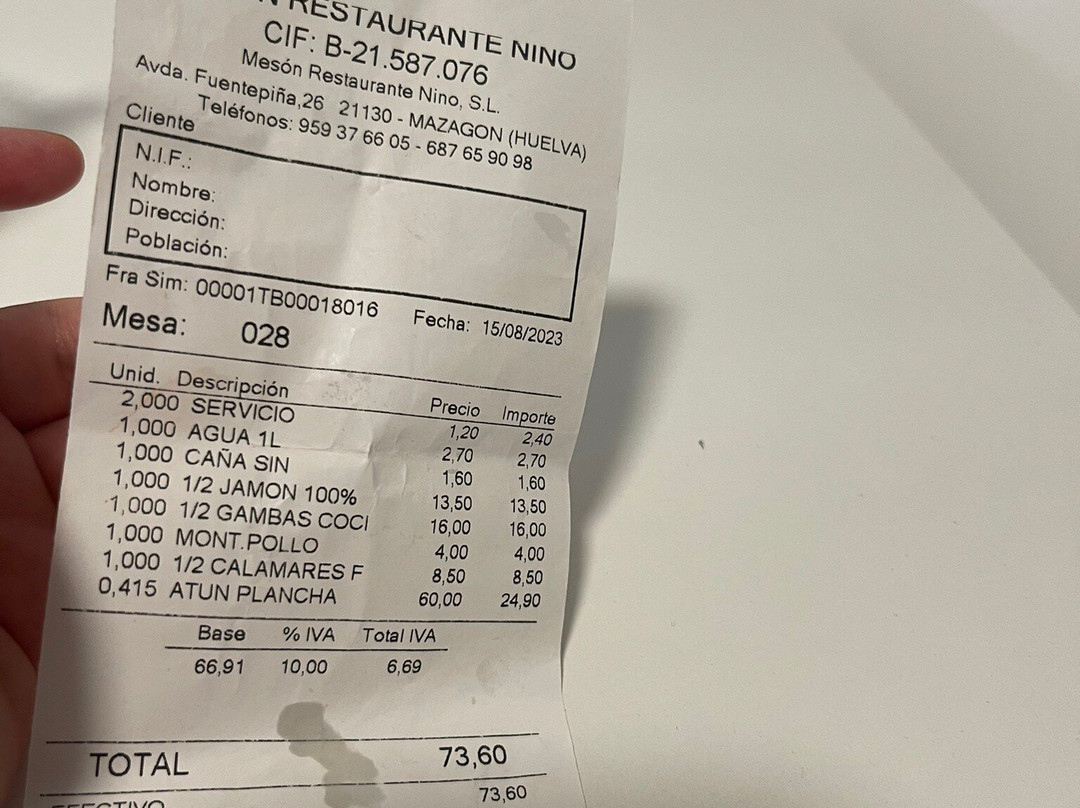 RESTAURANTE NINO
CIF: B-21.587.076
Mesón Restaurante Nino, S.L.
Avda. Fuentepiña,26 21130 - MAZAGON (HUELVA)
Teléfonos: 959 37 66 05 - 687 65 90 98
Cliente
N.I.F.:
Nombre:
Dirección:
Población:
Fra Sim: 00001TB00018016 Fecha: 15/08/2023
Mesa: 028
Unid. Descripción Precio Importe
2,000 SERVICIO 1,20 2,40
1,000 AGUA 1L 2,70 2,70
1,000 CAÑA SIN 1,60 1,60
1,000 1/2 JAMON 100% 13,50 13,50
1,000 1/2 GAMBAS COCI 16,00 16,00
1,000 MONT.POLLO 4,00 4,00
1,000 1/2 CALAMARES F 8,50 8,50
0,415 ATUN PLANCHA 60,00 24,90
Base % IVA Total IVA
66,91 10,00 6,69
TOTAL 73,60
EFECTIVO 73,60